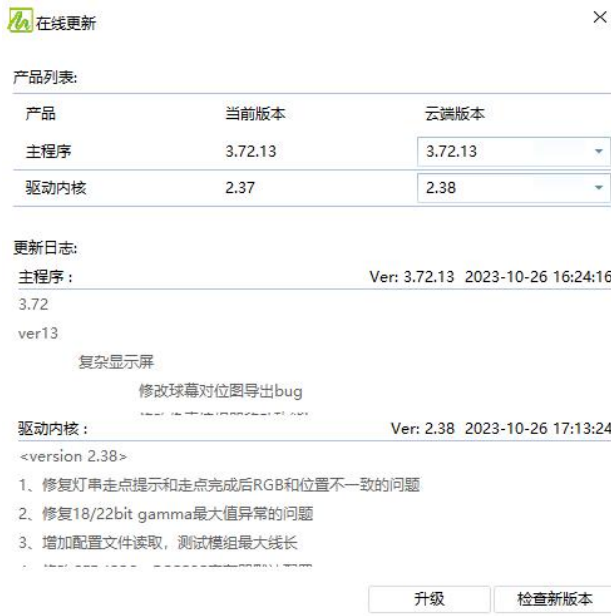 在线更新
产品列表:
产品 当前版本 云端版本
主程序 3.72.13 3.72.13
驱动内核 2.37 2.38
更新日志:
主程序 : Ver: 3.72.13 2023-10-26 16:24:16
3.72
ver13
复杂显示屏
修改球幕对位图导出bug
驱动内核 : Ver: 2.38 2023-10-26 17:13:24
<version 2.38>
1、修复灯串走点提示和走点完成后RGB和位置不一致的问题
2、修复18/22bit gamma最大值异常的问题
3、增加配置文件读取，测试模组最大线长
升级 检查新版本